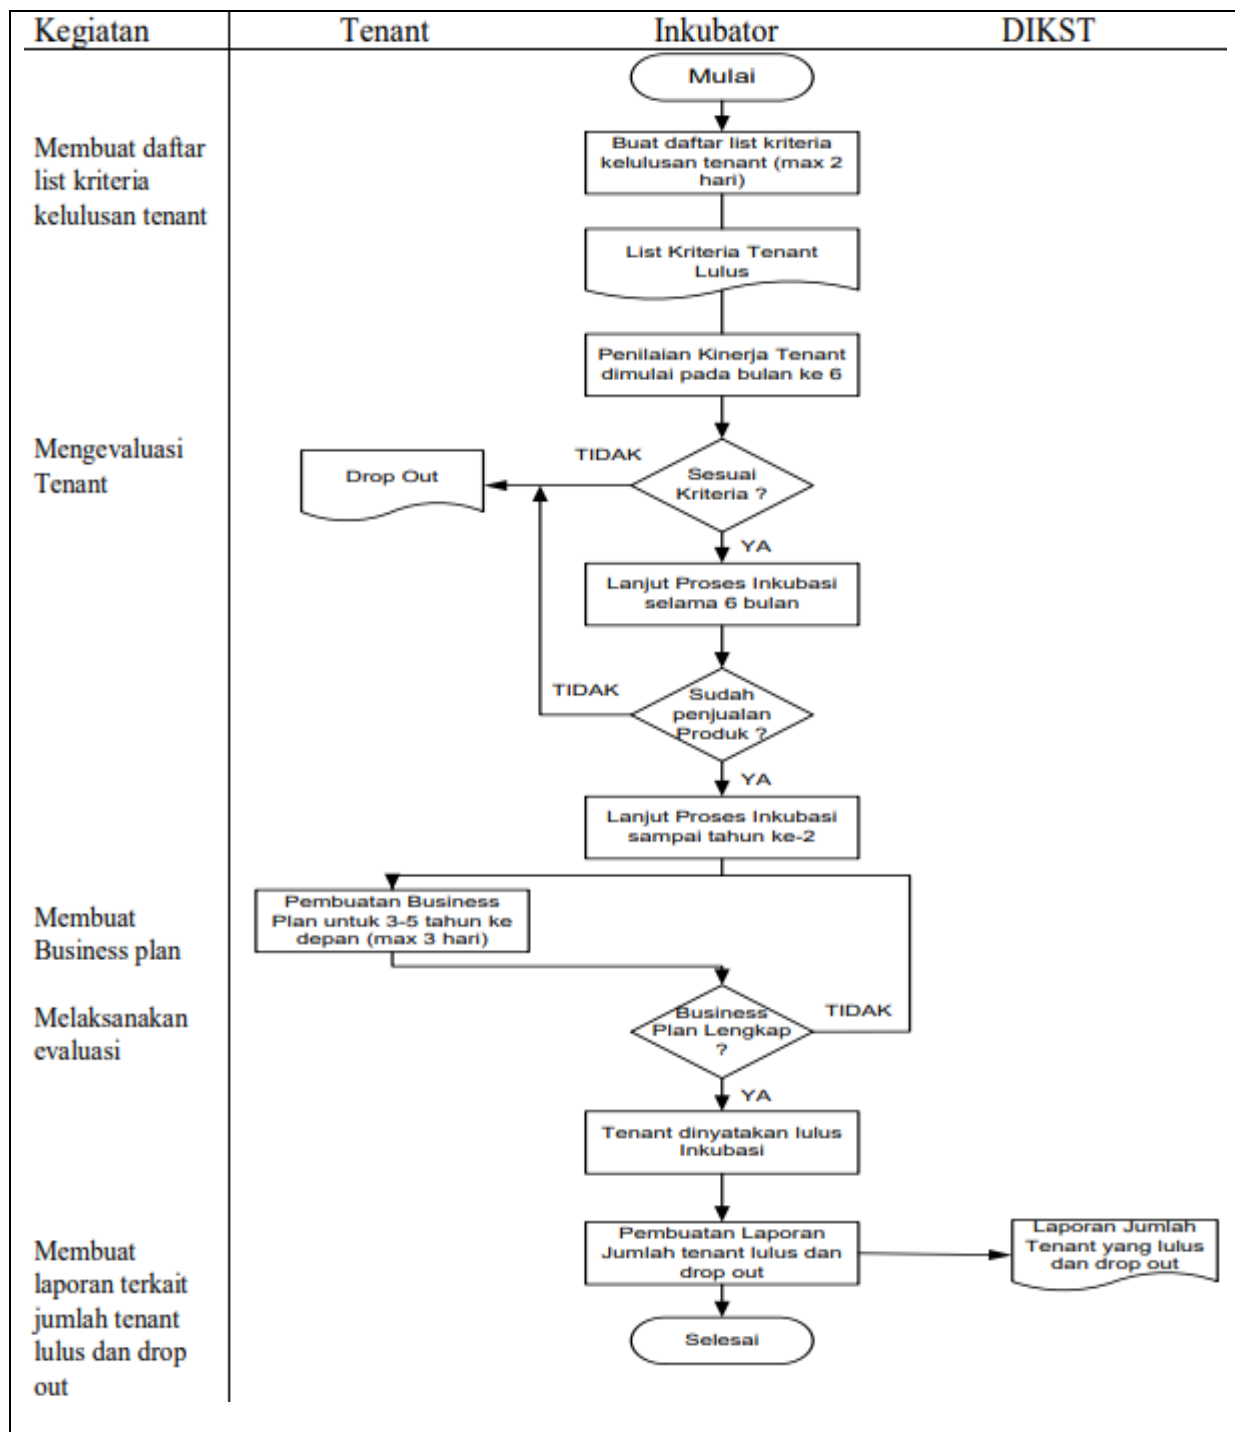 Kegiatan
Tenant
Inkubator
DIKST
Mulai
Membuat daftar
list kriteria
kelulusan tenant
Buat daftar list kriteria
kelulusan tenant (max 2
hari)
List Kriteria Tenant
Lulus
Penilaian Kinerja Tenant
dimulai pada bulan ke 6
Mengevaluasi
Tenant
Drop Out
TIDAK
Sesuai
Kriteria ?
YA
Lanjut Proses Inkubasi
selama 6 bulan
TIDAK
Sudah
penjualan
Produk ?
YA
Lanjut Proses Inkubasi
sampai tahun ke-2
Membuat
Business plan
Pembuatan Business
Plan untuk 3-5 tahun ke
depan (max 3 hari)
Melaksanakan
evaluasi
Business
Plan Lengkap
?
TIDAK
YA
Tenant dinyatakan lulus
Inkubasi
Membuat
laporan terkait
jumlah tenant
lulus dan drop
out
Pembuatan Laporan
Jumlah tenant lulus dan
drop out
Laporan Jumlah
Tenant yang lulus
dan drop out
Selesai